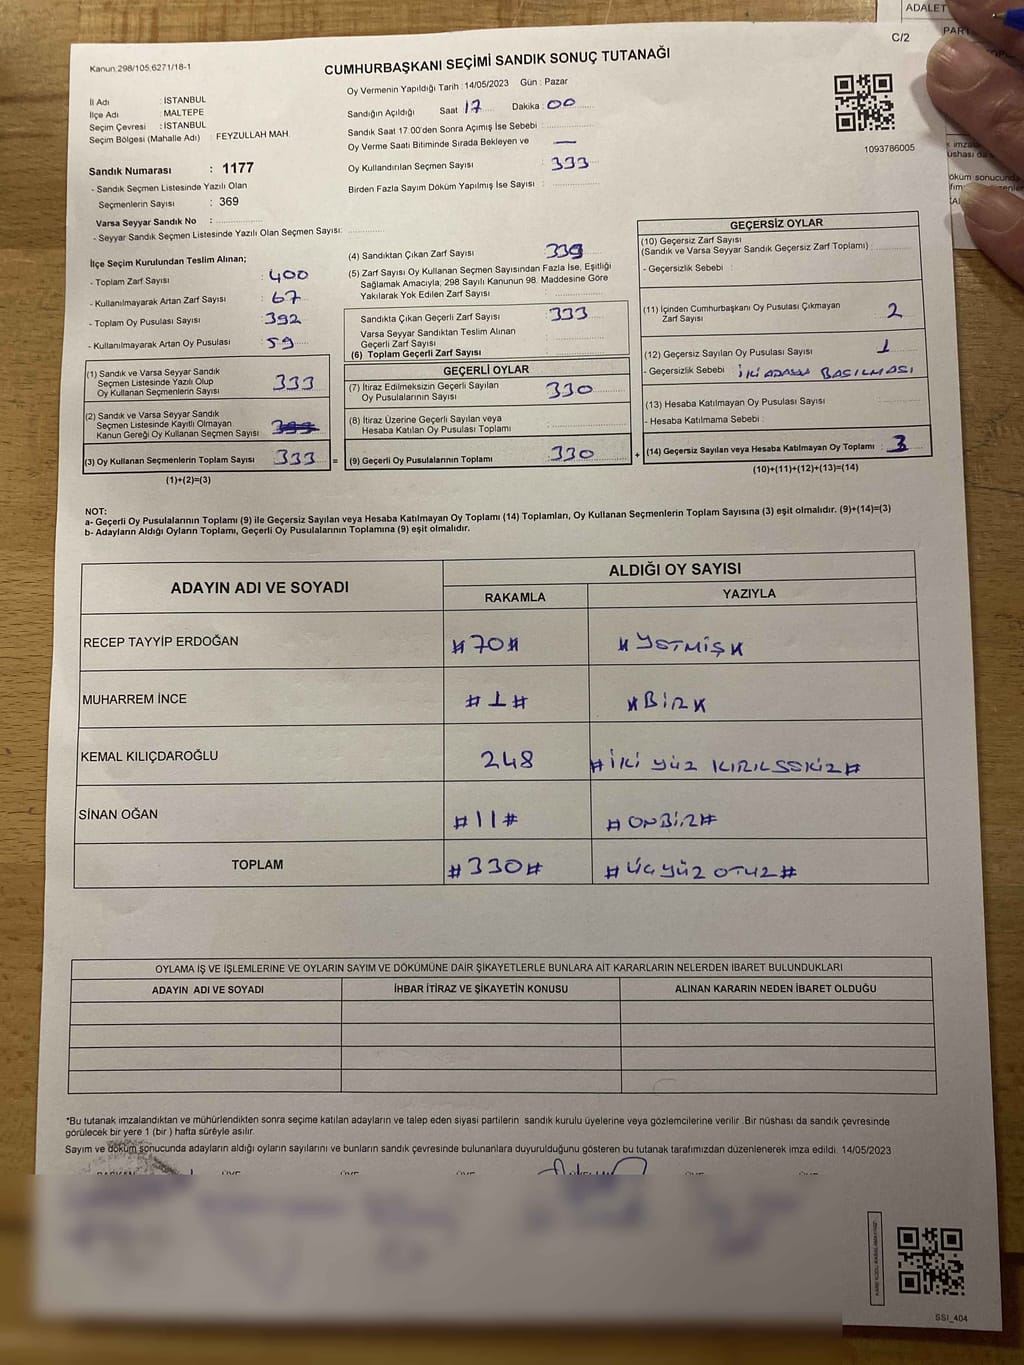 ADALET
PART
C/2
Kanun:298/105,6271/18-1
CUMHURBAŞKANI SEÇİMİ SANDIK SONUÇ TUTANAĞI
Oy Vermenin Yapıldığı Tarih :14/05/2023 Gün : Pazar
İl Adı : İSTANBUL
İlçe Adı : MALTEPE
Seçim Çevresi : İSTANBUL
Seçim Bölgesi (Mahalle Adı) : FEYZULLAH MAH.
Sandığın Açıldığı Saat 17 Dakika : 00
Sandık Saat 17:00'den Sonra Açımış İse Sebebi :
Oy Verme Saati Bitiminde Sırada Bekleyen ve —
Oy Kullandırılan Seçmen Sayısı 333
Birden Fazla Sayım Döküm Yapılmış İse Sayısı :
1093786005
Sandık Numarası : 1177
- Sandık Seçmen Listesinde Yazılı Olan
Seçmenlerin Sayısı : 369
Varsa Seyyar Sandık No :
- Seyyar Sandık Seçmen Listesinde Yazılı Olan Seçmen Sayısı:
İlçe Seçim Kurulundan Teslim Alınan;
- Toplam Zarf Sayısı : 400
- Kullanılmayarak Artan Zarf Sayısı : 67
- Toplam Oy Pusulası Sayısı : 392
- Kullanılmayarak Artan Oy Pusulası : 59
(1) Sandık ve Varsa Seyyar Sandık
Seçmen Listesinde Yazılı Olup
Oy Kullanan Seçmenlerin Sayısı : 333
(2) Sandık ve Varsa Seyyar Sandık
Seçmen Listesinde Kayıtlı Olmayan
Kanun Gereği Oy Kullanan Seçmen Sayısı :
(3) Oy Kullanan Seçmenlerin Toplam Sayısı : 333
(1)+(2)=(3)
(4) Sandıktan Çıkan Zarf Sayısı : 333
(5) Zarf Sayısı Oy Kullanan Seçmen Sayısından Fazla İse, Eşitliği
Sağlamak Amacıyla; 298 Sayılı Kanunun 98. Maddesine Göre
Yakılarak Yok Edilen Zarf Sayısı :
Sandıkta Çıkan Geçerli Zarf Sayısı : 333
Varsa Seyyar Sandıktan Teslim Alınan
Geçerli Zarf Sayısı :
(6) Toplam Geçerli Zarf Sayısı :
GEÇERLİ OYLAR
(7) İtiraz Edilmeksizin Geçerli Sayılan
Oy Pusulalarının Sayısı : 330
(8) İtiraz Üzerine Geçerli Sayılan veya
Hesaba Katılan Oy Pusulası Toplamı :
= (9) Geçerli Oy Pusulalarının Toplamı : 330
GEÇERSİZ OYLAR
(10) Geçersiz Zarf Sayısı
(Sandık ve Varsa Seyyar Sandık Geçersiz Zarf Toplamı) :
- Geçersizlik Sebebi :
(11) İçinden Cumhurbaşkanı Oy Pusulası Çıkmayan
Zarf Sayısı : 2
(12) Geçersiz Sayılan Oy Pusulası Sayısı : 1
- Geçersizlik Sebebi : İKİ ADAYA BASILMASI
(13) Hesaba Katılmayan Oy Pusulası Sayısı :
- Hesaba Katılmama Sebebi :
+ (14) Geçersiz Sayılan veya Hesaba Katılmayan Oy Toplamı : 3
(10)+(11)+(12)+(13)=(14)
NOT:
a- Geçerli Oy Pusulalarının Toplamı (9) ile Geçersiz Sayılan veya Hesaba Katılmayan Oy Toplamı (14) Toplamları, Oy Kullanan Seçmenlerin Toplam Sayısına (3) eşit olmalıdır. (9)+(14)=(3)
b- Adayların Aldığı Oyların Toplamı, Geçerli Oy Pusulalarının Toplamına (9) eşit olmalıdır.
ADAYIN ADI VE SOYADI
ALDIĞI OY SAYISI
RAKAMLA YAZIYLA
RECEP TAYYİP ERDOĞAN #70# #YETMİŞ#
MUHARREM İNCE #1# #BİR#
KEMAL KILIÇDAROĞLU 248 #İKİ YÜZ KIRKSEKİZ#
SİNAN OĞAN #11# #ONBİR#
TOPLAM #330# #ÜÇYÜZ OTUZ#
OYLAMA İŞ VE İŞLEMLERİNE VE OYLARIN SAYIM VE DÖKÜMÜNE DAİR ŞİKAYETLERLE BUNLARA AİT KARARLARIN NELERDEN İBARET BULUNDUKLARI
ADAYIN ADI VE SOYADI İHBAR İTİRAZ VE ŞİKAYETİN KONUSU ALINAN KARARIN NEDEN İBARET OLDUĞU
*Bu tutanak imzalandıktan ve mühürlendikten sonra seçime katılan adayların ve talep eden siyasi partilerin sandık kurulu üyelerine veya gözlemcilerine verilir. Bir nüshası da sandık çevresinde
görülecek bir yere 1 (bir ) hafta süreyle asılır.
Sayım ve döküm sonucunda adayların aldığı oyların sayılarını ve bunların sandık çevresinde bulunanlara duyurulduğunu gösteren bu tutanak tarafımızdan düzenlenerek imza edildi. 14/05/2023
SSI_404